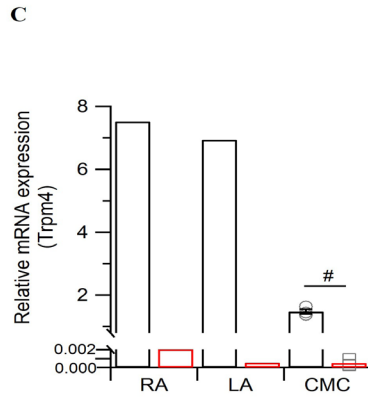 C
Relative mRNA expression
(Trpm4)
8
6
4
2
0.002
0.000
#
RA LA CMC